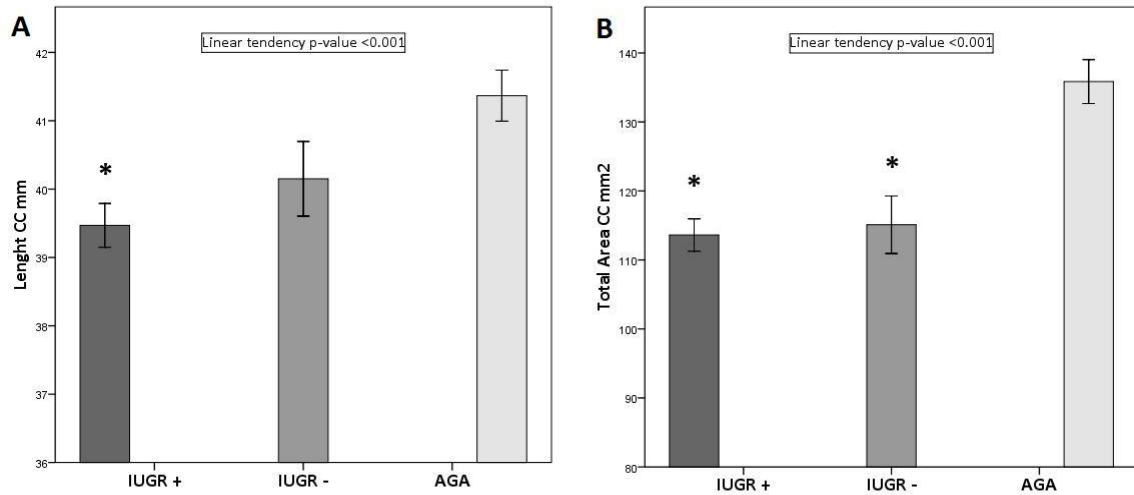 A
Linear tendency p-value <0.001
Lenght CC mm
42
41
40
39
38
37
36
*
IUGR +
IUGR -
AGA
B
Linear tendency p-value <0.001
Total Area CC mm2
140
130
120
110
100
90
80
*
*
IUGR +
IUGR -
AGA